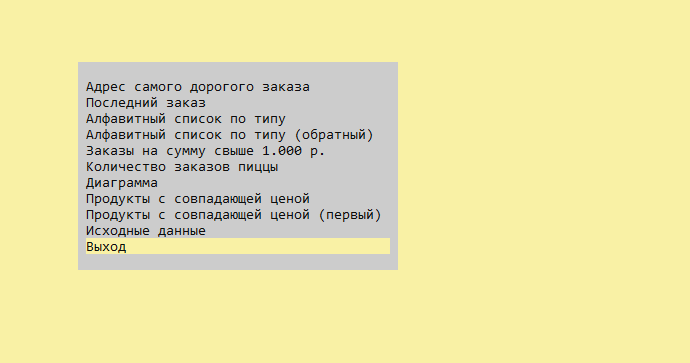 Адрес самого дорогого заказа
Последний заказ
Алфавитный список по типу
Алфавитный список по типу (обратный)
Заказы на сумму свыше 1.000 р.
Количество заказов пиццы
Диаграмма
Продукты с совпадающей ценой
Продукты с совпадающей ценой (первый)
Исходные данные
Выход